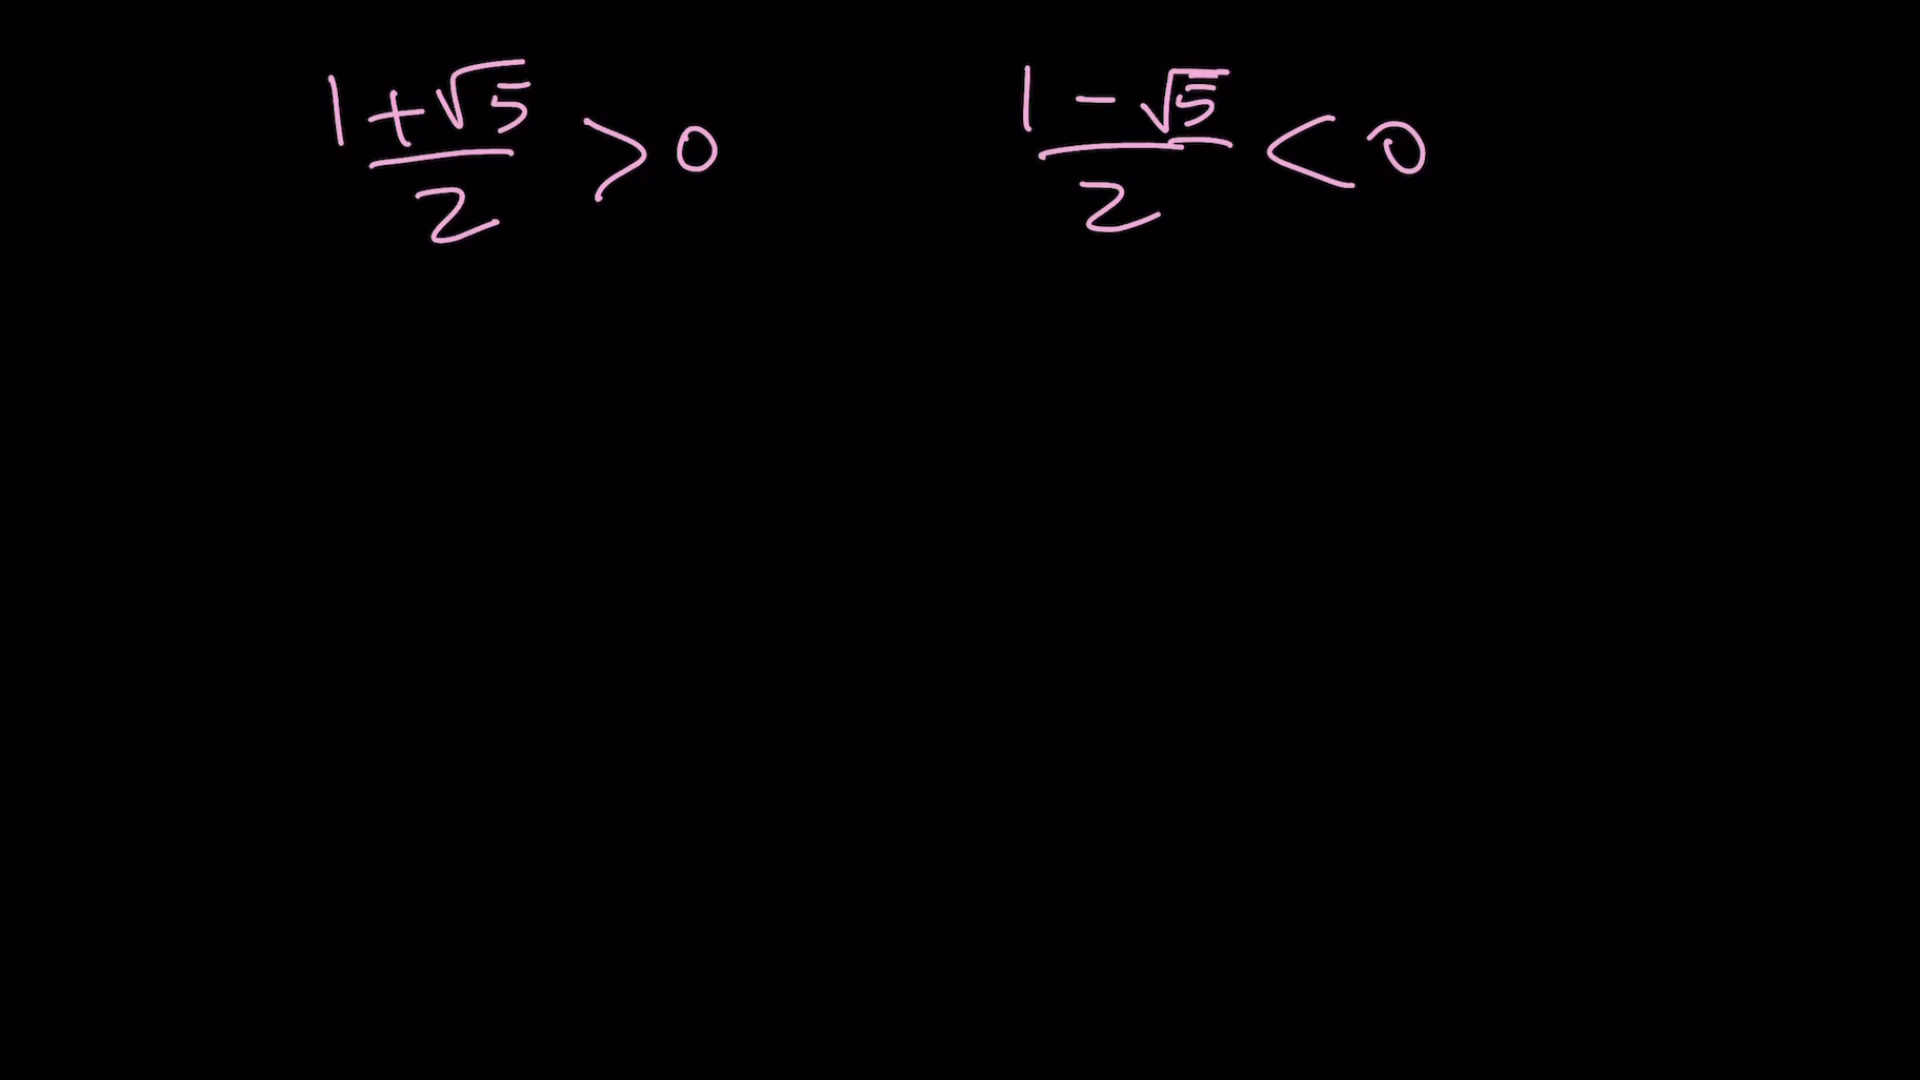 (1+√5)/2 > 0    (1-√5)/2 < 0